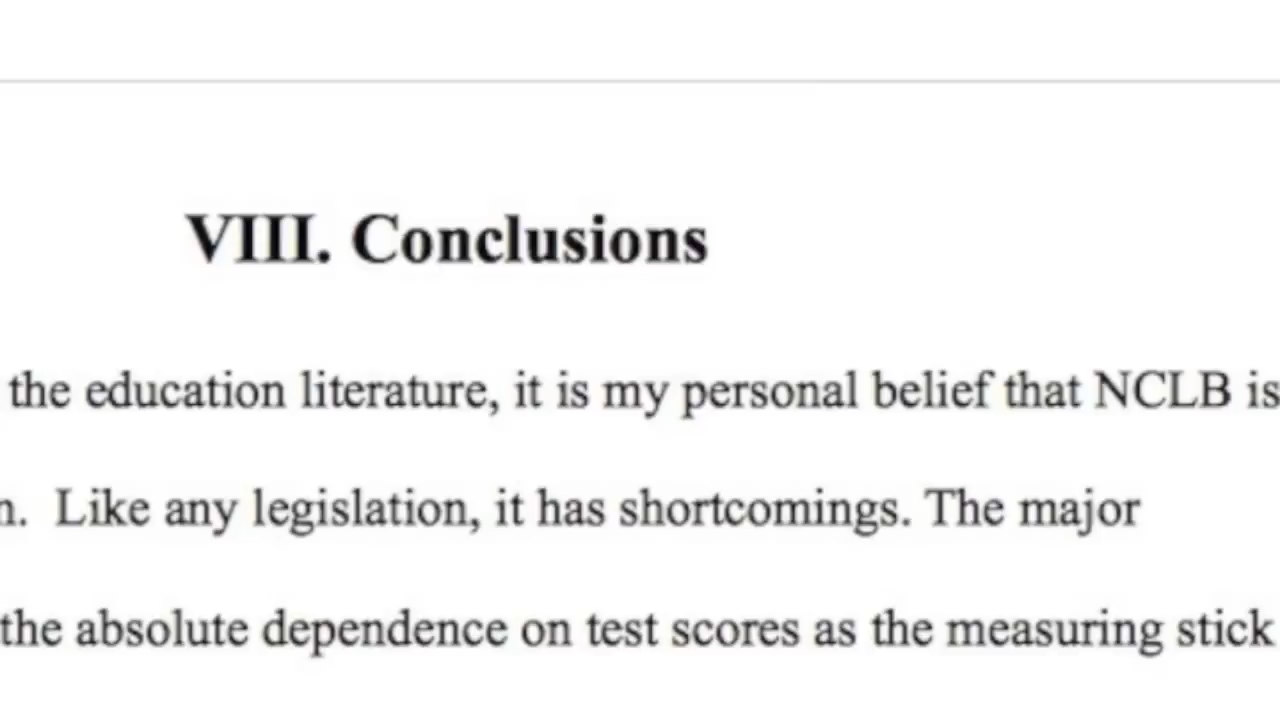 VIII. Conclusions
the education literature, it is my personal belief that NCLB is
n. Like any legislation, it has shortcomings. The major
the absolute dependence on test scores as the measuring stick